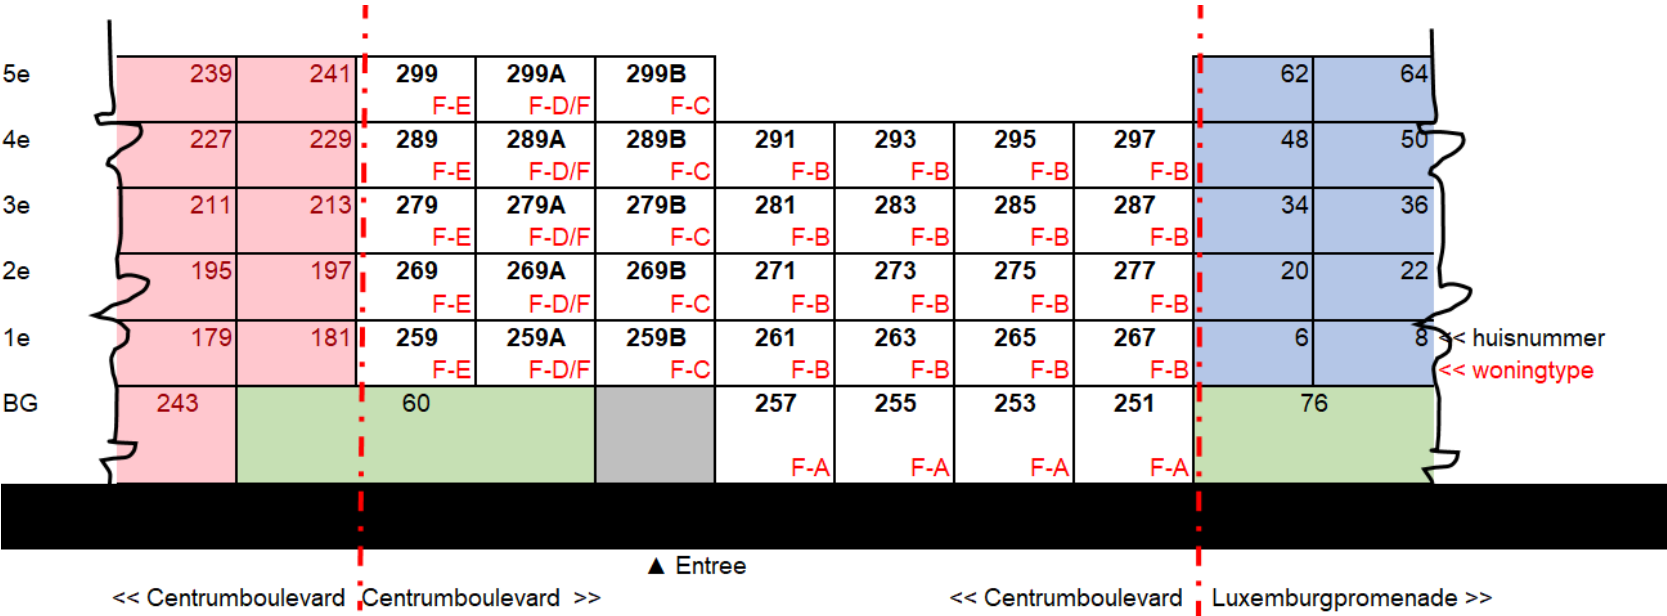 5e 239 241 299 299A 299B 62 64
F-E F-D/F F-C
4e 227 229 289 289A 289B 291 293 295 297 48 50
F-E F-D/F F-C F-B F-B F-B F-B
3e 211 213 279 279A 279B 281 283 285 287 34 36
F-E F-D/F F-C F-B F-B F-B F-B
2e 195 197 269 269A 269B 271 273 275 277 20 22
F-E F-D/F F-C F-B F-B F-B F-B
1e 179 181 259 259A 259B 261 263 265 267 6 8 << huisnummer
F-E F-D/F F-C F-B F-B F-B F-B << woningtype
BG 243 60 257 255 253 251 76
F-A F-A F-A F-A
▲ Entree
<< Centrumboulevard Centrumboulevard >> << Centrumboulevard Luxemburgpromenade >>